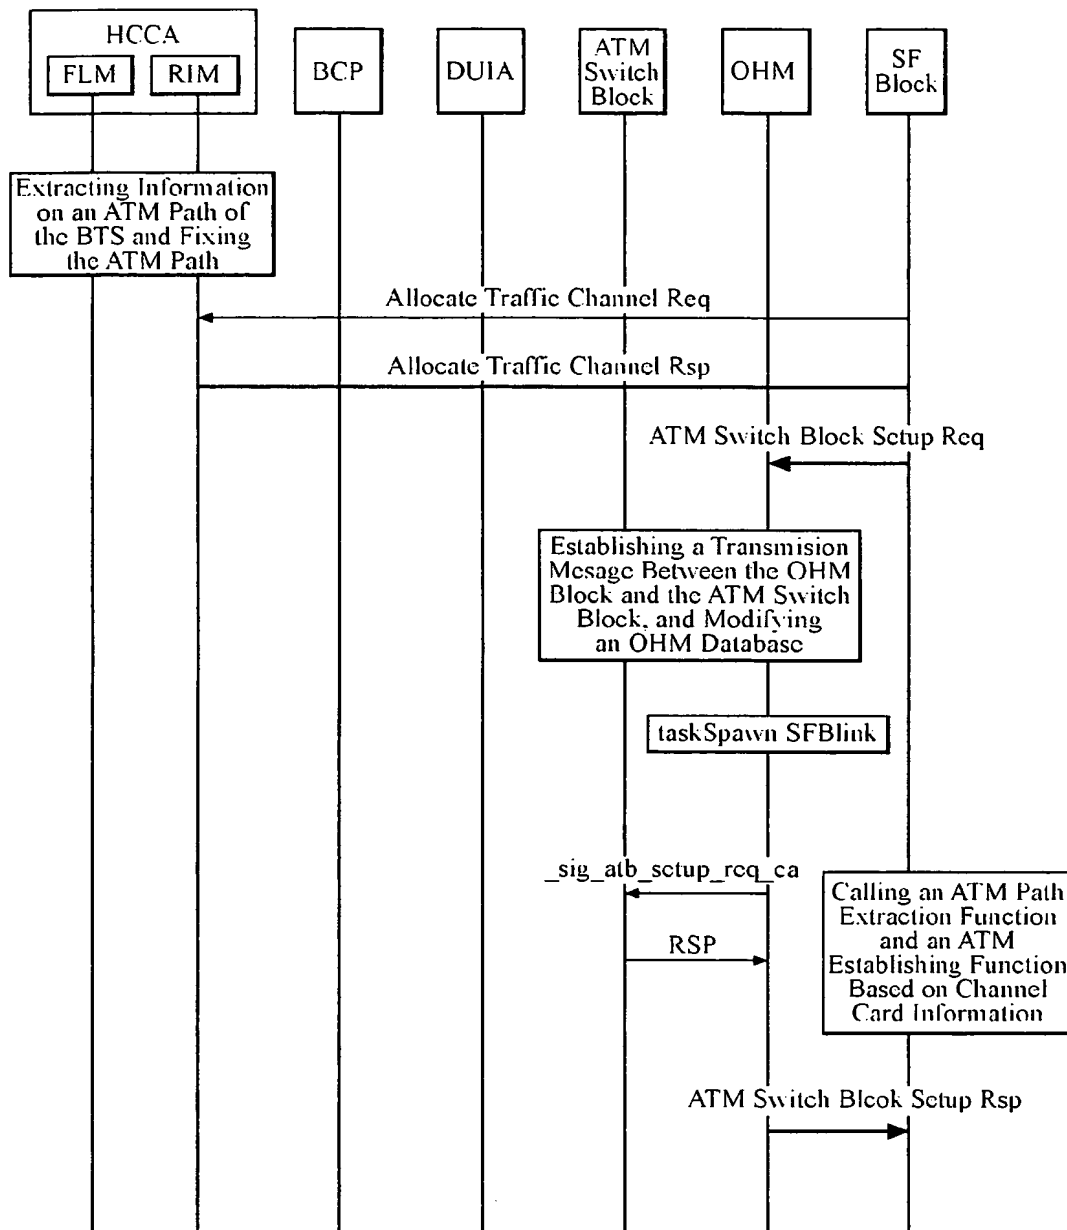 HCCA
FLM
RIM
BCP
DUIA
ATM
Switch
Block
OHM
SF
Block
Extracting Information
on an ATM Path of
the BTS and Fixing
the ATM Path
Allocate Traffic Channel Req
Allocate Traffic Channel Rsp
ATM Switch Block Setup Req
Establishing a Transmision
Mesage Between the OHM
Block and the ATM Switch
Block, and Modifying
an OHM Database
taskSpawn SFBlink
_sig_atb_setup_req_ca
RSP
Calling an ATM Path
Extraction Function
and an ATM
Establishing Function
Based on Channel
Card Information
ATM Switch Bleok Setup Rsp